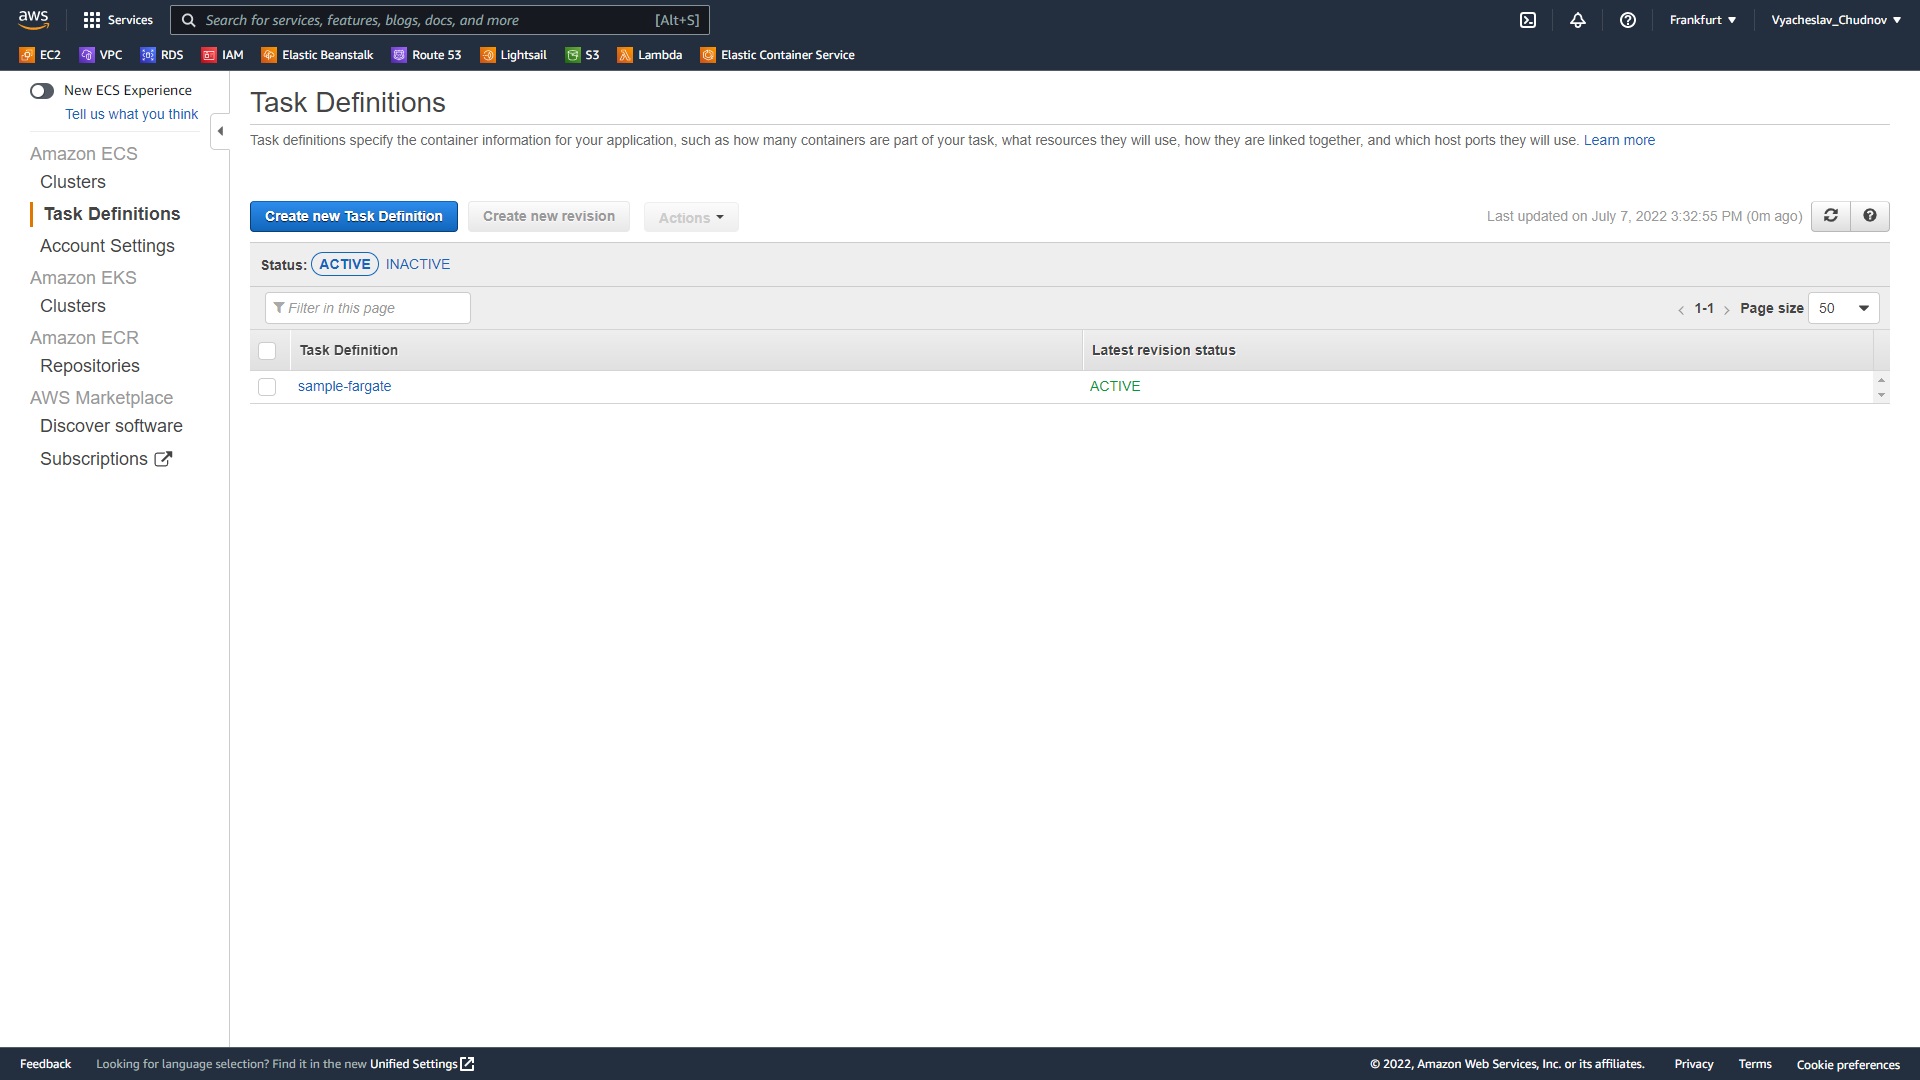 aws Services Search for services, features, blogs, docs, and more [Alt+S] Frankfurt Vyacheslav_Chudnov
EC2 VPC RDS IAM Elastic Beanstalk Route 53 Lightsail S3 Lambda Elastic Container Service
New ECS Experience
Tell us what you think
Amazon ECS
Clusters
Task Definitions
Account Settings
Amazon EKS
Clusters
Amazon ECR
Repositories
AWS Marketplace
Discover software
Subscriptions
Task Definitions
Task definitions specify the container information for your application, such as how many containers are part of your task, what resources they will use, how they are linked together, and which host ports they will use. Learn more
Create new Task Definition Create new revision Actions Last updated on July 7, 2022 3:32:55 PM (0m ago)
Status: ACTIVE INACTIVE
Filter in this page 1-1 Page size 50
Task Definition Latest revision status
sample-fargate ACTIVE
Feedback Looking for language selection? Find it in the new Unified Settings © 2022, Amazon Web Services, Inc. or its affiliates. Privacy Terms Cookie preferences